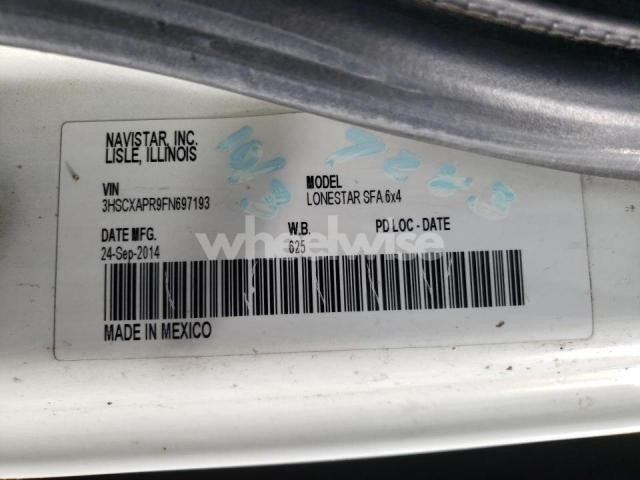 NAVISTAR, INC.
LISLE, ILLINOIS
VIN
3HSCXAPR9FN697193
MODEL
LONESTAR SFA 6x4
DATE MFG.
24-Sep-2014
W.B.
625
PD LOC - DATE
wheelwise
MADE IN MEXICO